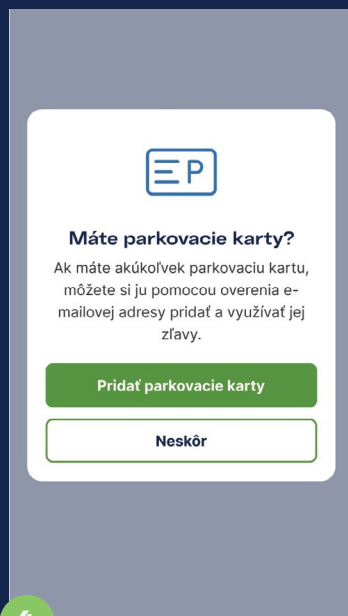 P
Máte parkovacie karty?
Ak máte akúkoľvek parkovaciu kartu,
môžete si ju pomocou overenia e-
mailovej adresy pridať a využívať jej
zľavy.
Pridať parkovacie karty
Neskôr